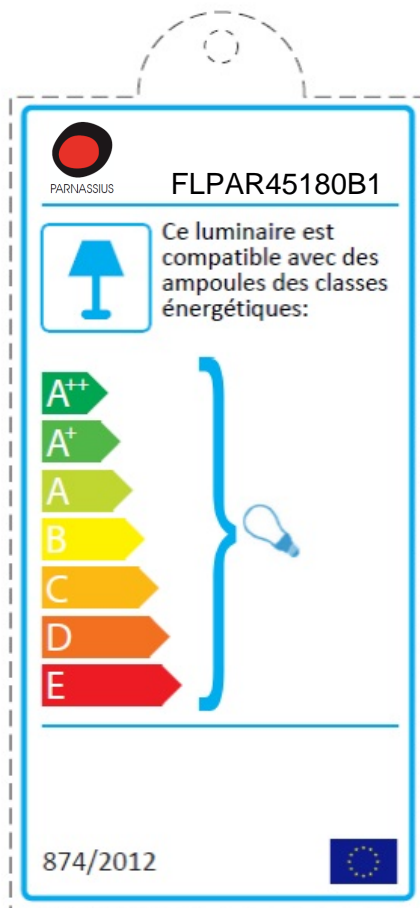 PARNASSIUS
FLPAR45180B1
Ce luminaire est
compatible avec des
ampoules des classes
énergétiques:
A++
A+
A
B
C
D
E
874/2012